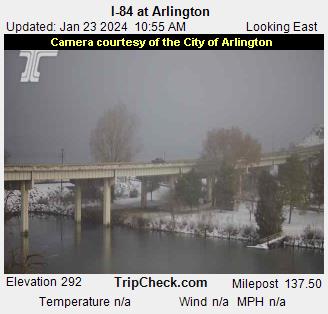 I-84 at Arlington
Updated: Jan 23 2024 10:55 AM Looking East
Camera courtesy of the City of Arlington
Elevation 292 TripCheck.com Milepost 137.50
Temperature n/a Wind n/a MPH n/a